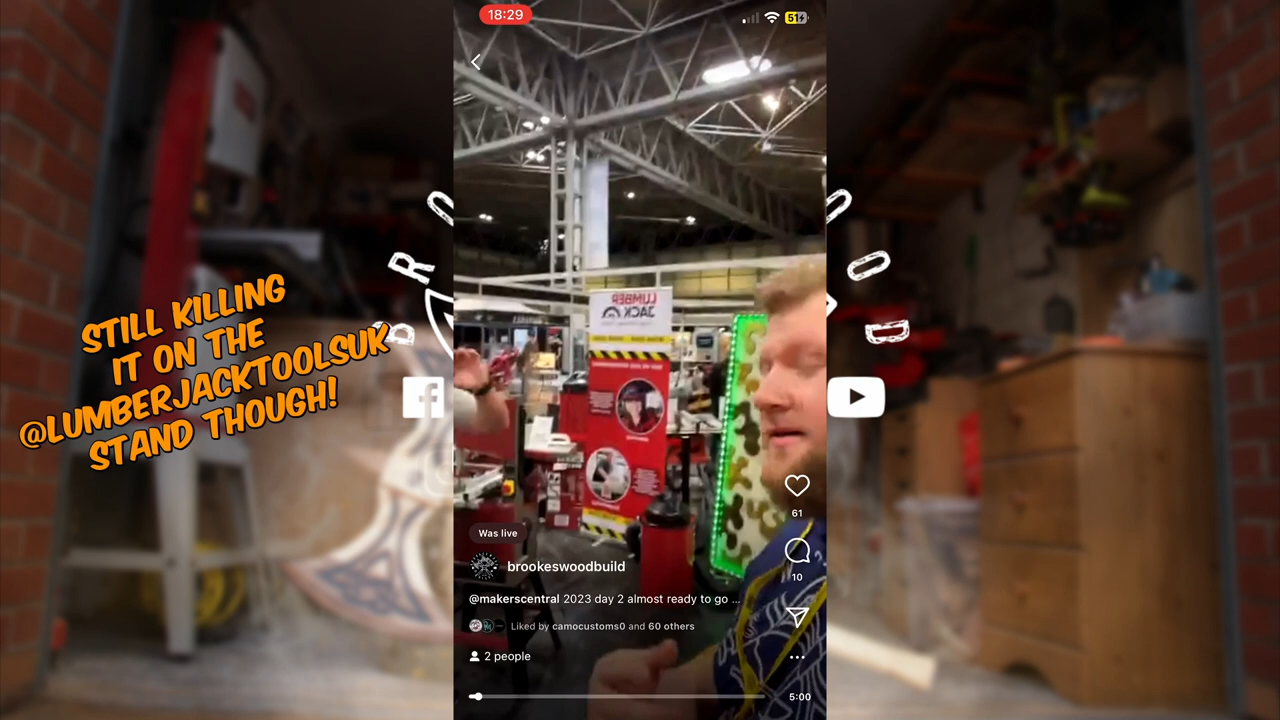 18:29
51
STILL KILLING
IT ON THE
@LUMBERJACKTOOLSUK
STAND THOUGH!
LUMBER
JACK
61
Was live
brookeswoodbuild
10
@makerscentral 2023 day 2 almost ready to go ...
Liked by camocustoms0 and 60 others
2 people
5:00